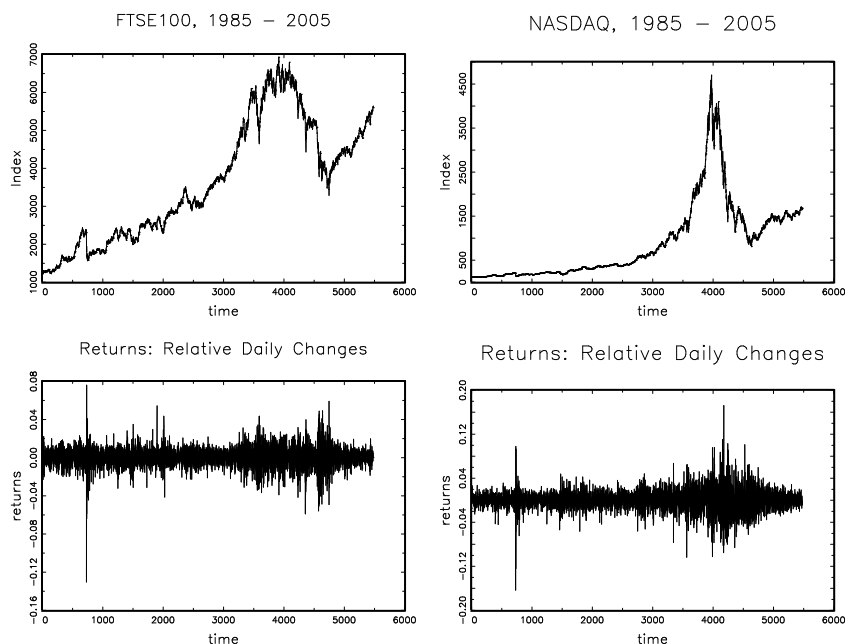 FTSE100, 1985 – 2005
Index
7000
6000
5000
4000
3000
2000
1000
0 1000 2000 3000 4000 5000 6000
time
NASDAQ, 1985 – 2005
Index
4500
3500
2500
1500
500
0
0 1000 2000 3000 4000 5000 6000
time
Returns: Relative Daily Changes
returns
0.08
0.04
0.00
-0.04
-0.08
-0.12
-0.16
0 1000 2000 3000 4000 5000 6000
time
Returns: Relative Daily Changes
returns
0.20
0.12
0.04
-0.04
-0.12
-0.20
0 1000 2000 3000 4000 5000 6000
time